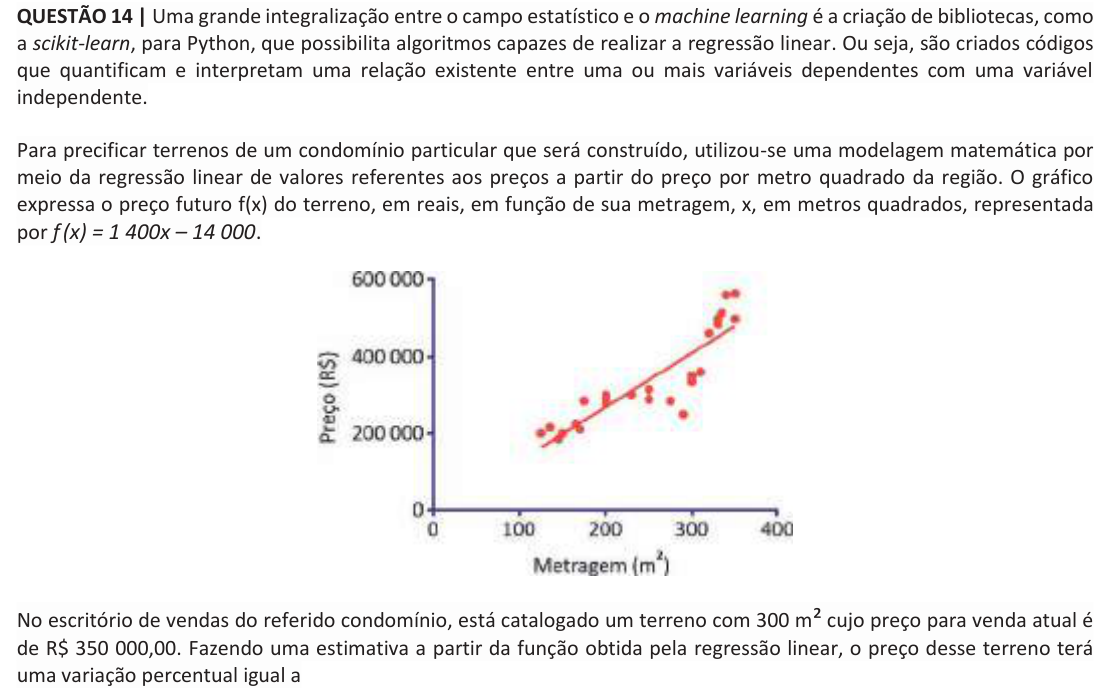 QUESTÃO 14 | Uma grande integralização entre o campo estatístico e o machine learning é a criação de bibliotecas, como
a scikit-learn, para Python, que possibilita algoritmos capazes de realizar a regressão linear. Ou seja, são criados códigos
que quantificam e interpretam uma relação existente entre uma ou mais variáveis dependentes com uma variável
independente.
Para precificar terrenos de um condomínio particular que será construído, utilizou-se uma modelagem matemática por
meio da regressão linear de valores referentes aos preços a partir do preço por metro quadrado da região. O gráfico
expressa o preço futuro f(x) do terreno, em reais, em função de sua metragem, x, em metros quadrados, representada
por f (x) = 1 400x – 14 000.
600 000
400 000
200 000
0
Preço (R$)
0 100 200 300 400
Metragem (m²)
No escritório de vendas do referido condomínio, está catalogado um terreno com 300 m² cujo preço para venda atual é
de R$ 350 000,00. Fazendo uma estimativa a partir da função obtida pela regressão linear, o preço desse terreno terá
uma variação percentual igual a